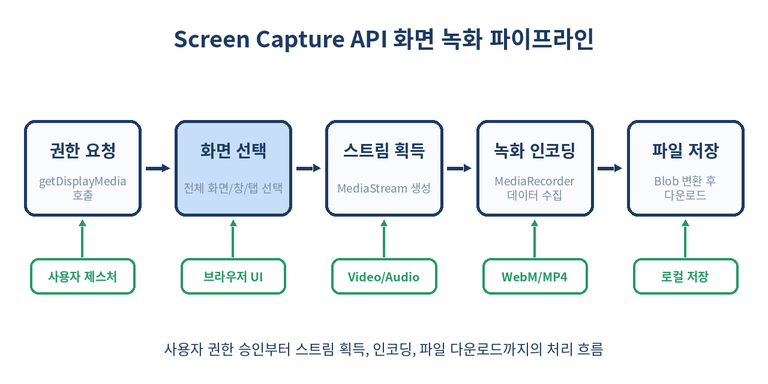 Screen Capture API 화면 녹화 파이프라인
권한 요청
getDisplayMedia
호출
화면 선택
전체 화면/창/탭 선택
스트림 획득
MediaStream 생성
녹화 인코딩
MediaRecorder
데이터 수집
파일 저장
Blob 변환 후
다운로드
사용자 제스처
브라우저 UI
Video/Audio
WebM/MP4
로컬 저장
사용자 권한 승인부터 스트림 획득, 인코딩, 파일 다운로드까지의 처리 흐름